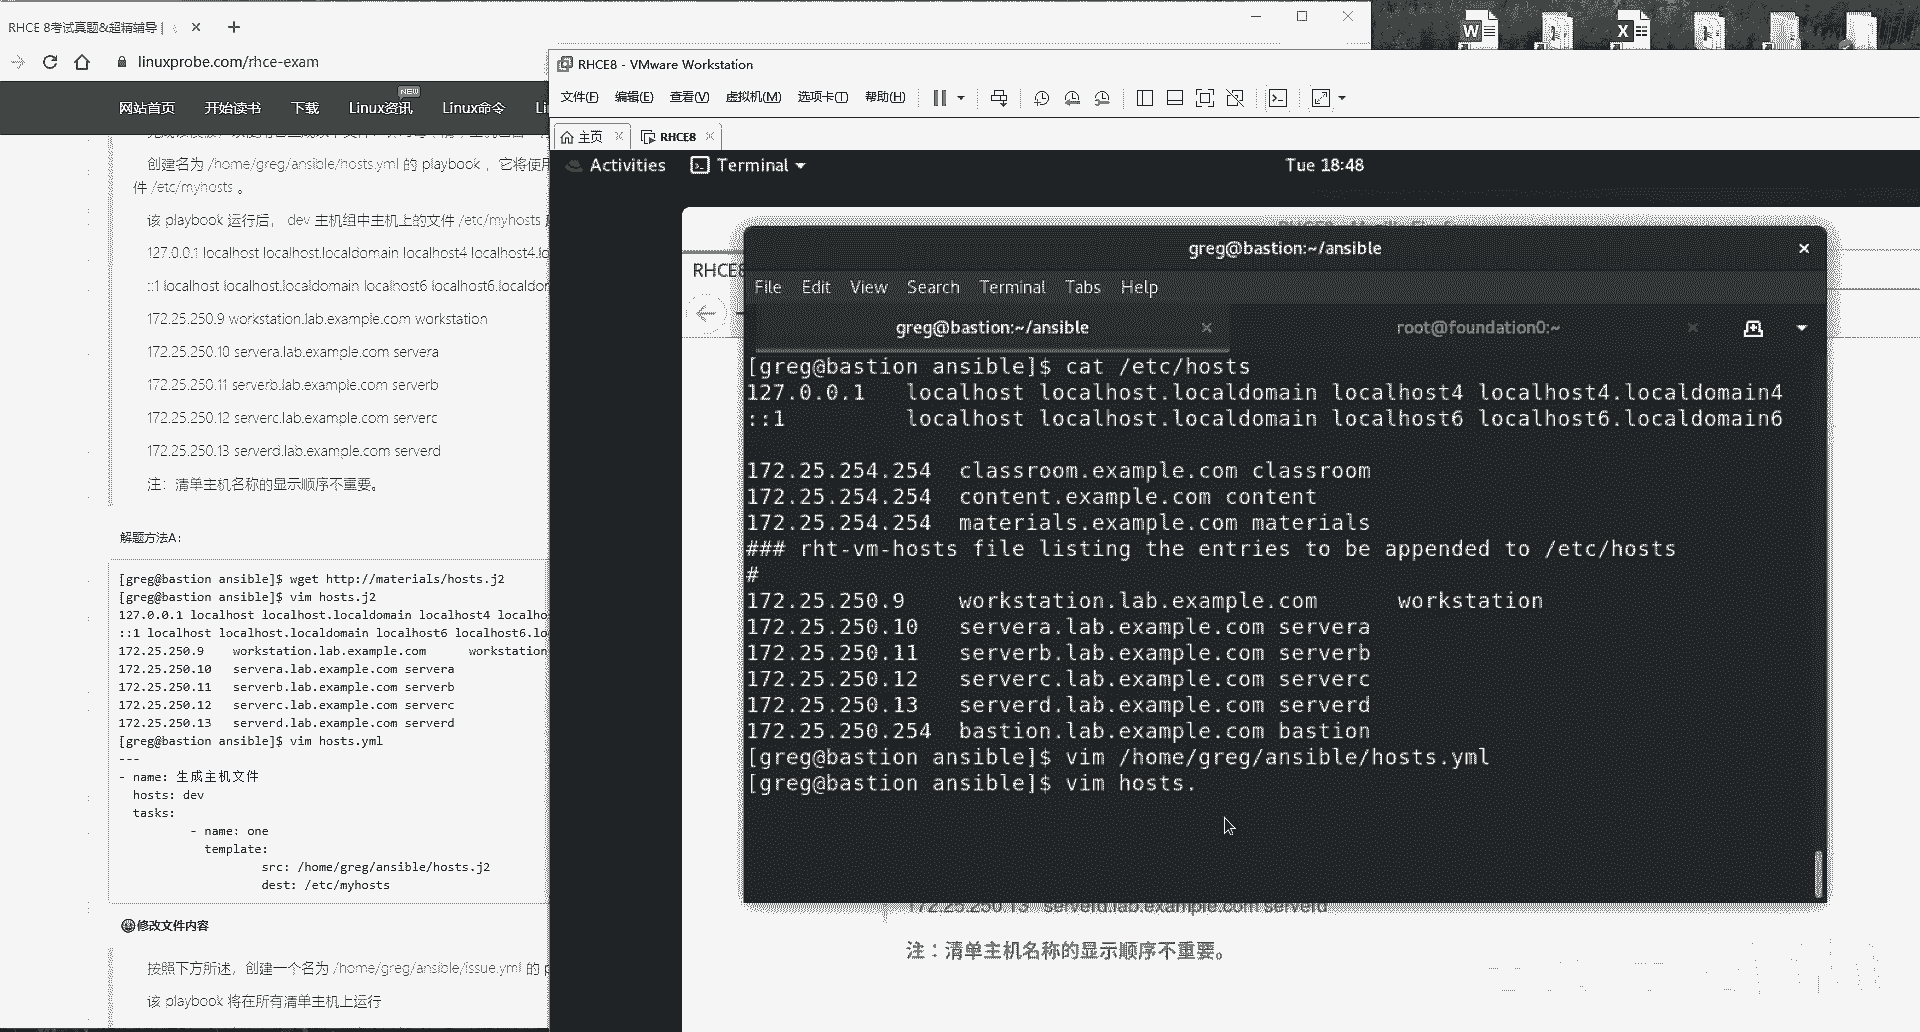 RHCE 8考试真题&超精辅导 |
linuxprobe.com/rhce-exam
网站首页 开始读书 下载 Linux资讯 NEW Linux命令
创建名为 /home/greg/ansible/hosts.yml 的 playbook ，它将使用
件 /etc/myhosts 。
该 playbook 运行后， dev 主机组中主机上的文件 /etc/myhosts
127.0.0.1 localhost localhost.localdomain localhost4 localhost4.lo
::1 localhost localhost.localdomain localhost6 localhost6.localdon
172.25.250.9 workstation.lab.example.com workstation
172.25.250.10 servera.lab.example.com servera
172.25.250.11 serverb.lab.example.com serverb
172.25.250.12 serverc.lab.example.com serverc
172.25.250.13 serverd.lab.example.com serverd
注：清单主机名称的显示顺序不重要。
解题方法A:
[greg@bastion ansible]$ wget http://materials/hosts.j2
[greg@bastion ansible]$ vim hosts.j2
127.0.0.1 localhost localhost.localdomain localhost4 localho
::1 localhost localhost.localdomain localhost6 localhost6.lo
172.25.250.9 workstation.lab.example.com workstation
172.25.250.10 servera.lab.example.com servera
172.25.250.11 serverb.lab.example.com serverb
172.25.250.12 serverc.lab.example.com serverc
172.25.250.13 serverd.lab.example.com serverd
[greg@bastion ansible]$ vim hosts.yml
---
- name: 生成主机文件
hosts: dev
tasks:
- name: one
template:
src: /home/greg/ansible/hosts.j2
dest: /etc/myhosts
修改文件内容
按照下方所述，创建一个名为 /home/greg/ansible/issue.yml 的
该 playbook 将在所有清单主机上运行
RHCE8 - VMware Workstation
文件(F) 编辑(E) 查看(V) 虚拟机(M) 选项卡(T) 帮助(H)
主页 RHCE8
Activities Terminal Tue 18:48
RHCE8
greg@bastion:~/ansible
File Edit View Search Terminal Tabs Help
greg@bastion:~/ansible root@foundation0:~
[greg@bastion ansible]$ cat /etc/hosts
127.0.0.1 localhost localhost.localdomain localhost4 localhost4.localdomain4
::1 localhost localhost.localdomain localhost6 localhost6.localdomain6
172.25.254.254 classroom.example.com classroom
172.25.254.254 content.example.com content
172.25.254.254 materials.example.com materials
### rht-vm-hosts file listing the entries to be appended to /etc/hosts
#
172.25.250.9 workstation.lab.example.com workstation
172.25.250.10 servera.lab.example.com servera
172.25.250.11 serverb.lab.example.com serverb
172.25.250.12 serverc.lab.example.com serverc
172.25.250.13 serverd.lab.example.com serverd
172.25.250.254 bastion.lab.example.com bastion
[greg@bastion ansible]$ vim /home/greg/ansible/hosts.yml
[greg@bastion ansible]$ vim hosts.
172.25.250.13 serverd.lab.example.com serverd
注：清单主机名称的显示顺序不重要。